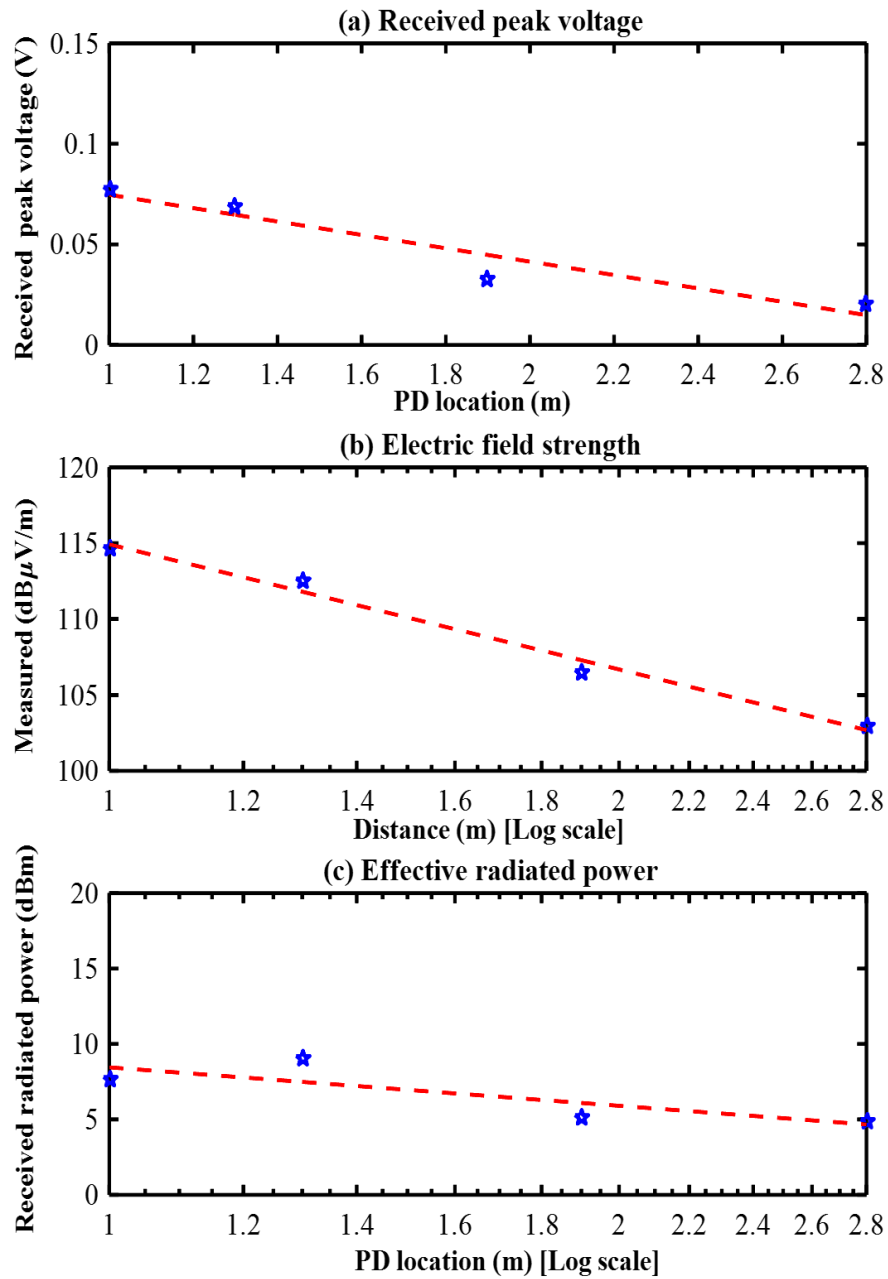 (a) Received peak voltage
Received peak voltage (V)
0.15
0.1
0.05
0
1 1.2 1.4 1.6 1.8 2 2.2 2.4 2.6 2.8
PD location (m)
(b) Electric field strength
Measured (dBμV/m)
120
115
110
105
100
1 1.2 1.4 1.6 1.8 2 2.2 2.4 2.6 2.8
Distance (m) [Log scale]
(c) Effective radiated power
Received radiated power (dBm)
20
15
10
5
0
1 1.2 1.4 1.6 1.8 2 2.2 2.4 2.6 2.8
PD location (m) [Log scale]